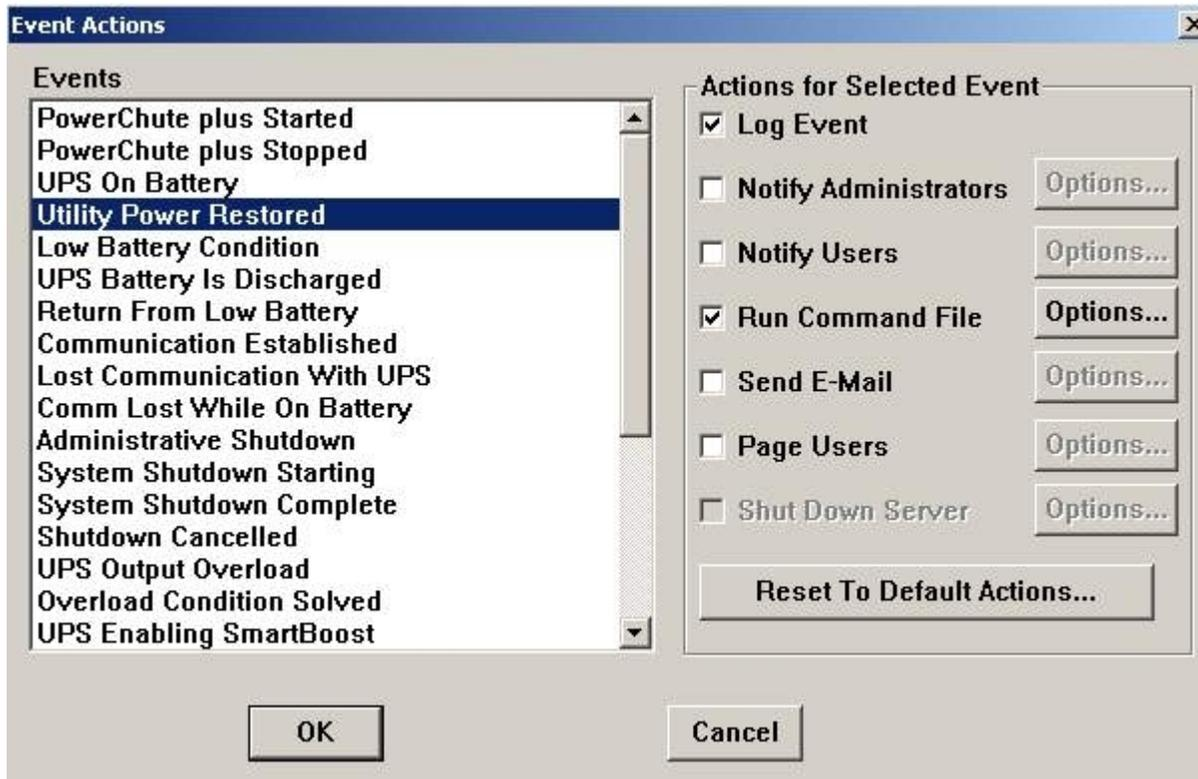 Event Actions
Events
PowerChute plus Started
PowerChute plus Stopped
UPS On Battery
Utility Power Restored
Low Battery Condition
UPS Battery Is Discharged
Return From Low Battery
Communication Established
Lost Communication With UPS
Comm Lost While On Battery
Administrative Shutdown
System Shutdown Starting
System Shutdown Complete
Shutdown Cancelled
UPS Output Overload
Overload Condition Solved
UPS Enabling SmartBoost
Actions for Selected Event
Log Event
Notify Administrators Options...
Notify Users Options...
Run Command File Options...
Send E-Mail Options...
Page Users Options...
Shut Down Server Options...
Reset To Default Actions...
OK Cancel